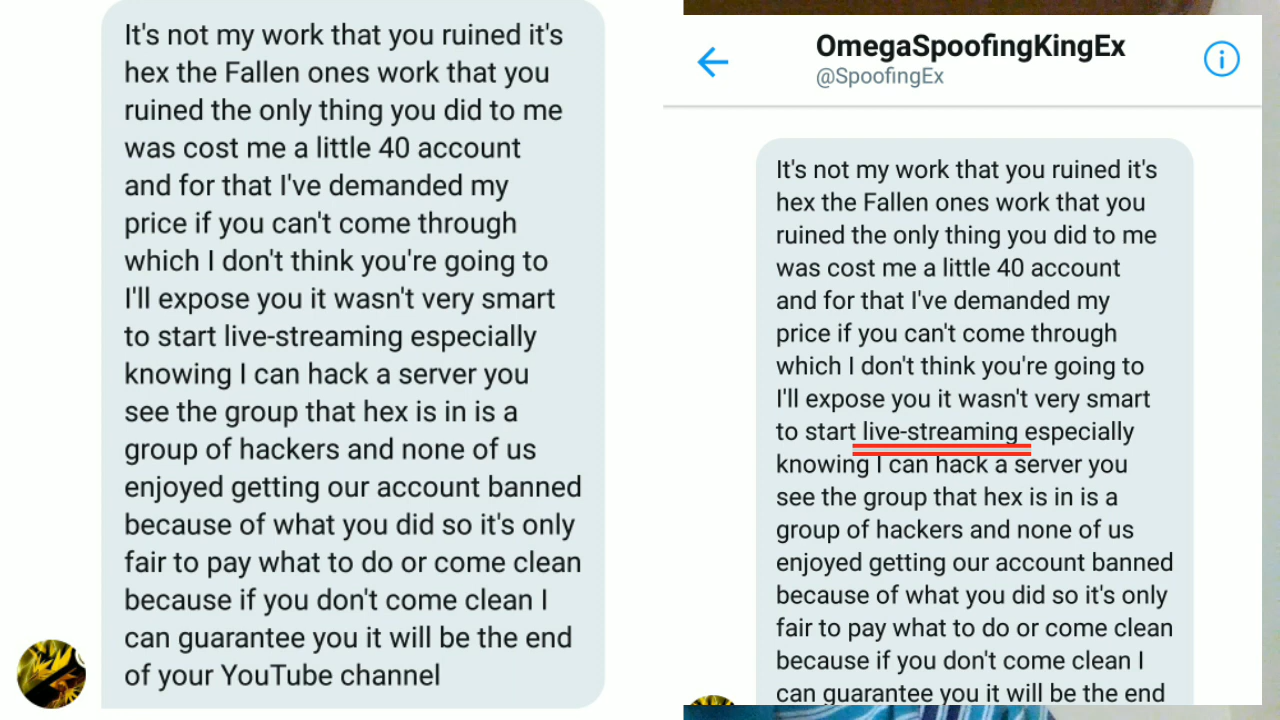 It's not my work that you ruined it's
hex the Fallen ones work that you
ruined the only thing you did to me
was cost me a little 40 account
and for that I've demanded my
price if you can't come through
which I don't think you're going to
I'll expose you it wasn't very smart
to start live-streaming especially
knowing I can hack a server you
see the group that hex is in is a
group of hackers and none of us
enjoyed getting our account banned
because of what you did so it's only
fair to pay what to do or come clean
because if you don't come clean I
can guarantee you it will be the end
of your YouTube channel
OmegaSpoofingKingEx
@SpoofingEx
It's not my work that you ruined it's
hex the Fallen ones work that you
ruined the only thing you did to me
was cost me a little 40 account
and for that I've demanded my
price if you can't come through
which I don't think you're going to
I'll expose you it wasn't very smart
to start live-streaming especially
knowing I can hack a server you
see the group that hex is in is a
group of hackers and none of us
enjoyed getting our account banned
because of what you did so it's only
fair to pay what to do or come clean
because if you don't come clean I
can guarantee you it will be the end